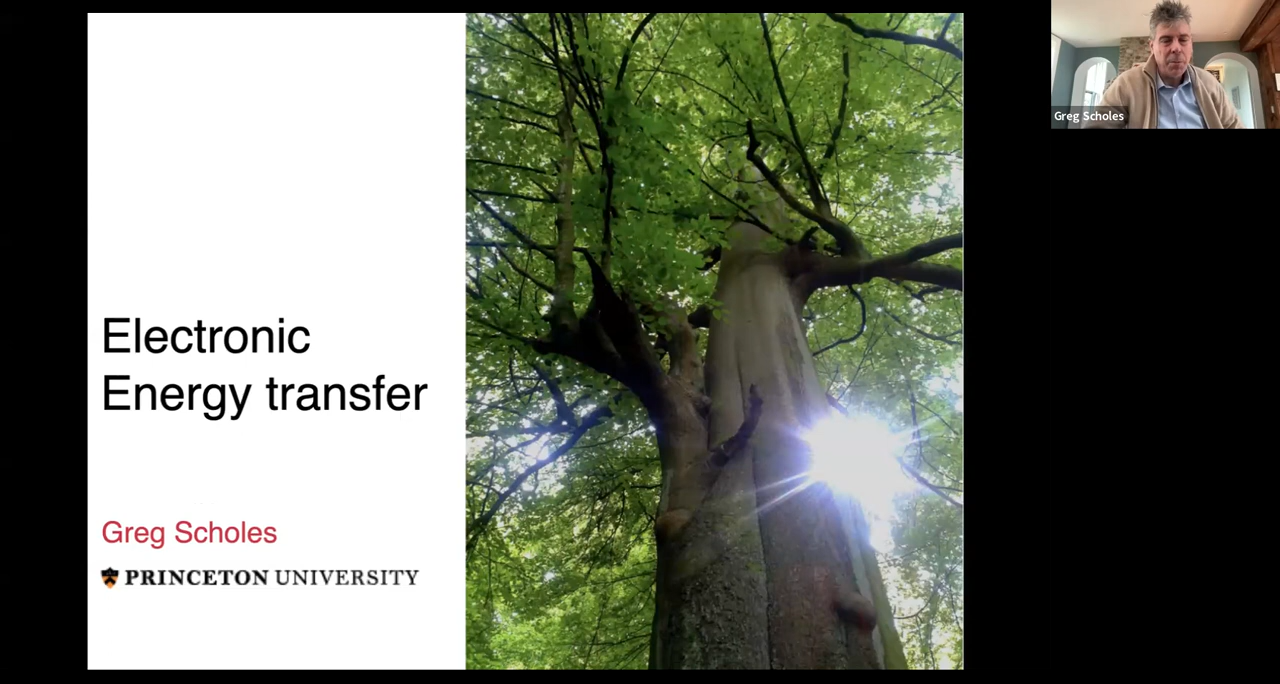 Electronic
Energy transfer
Greg Scholes
PRINCETON UNIVERSITY
Greg Scholes